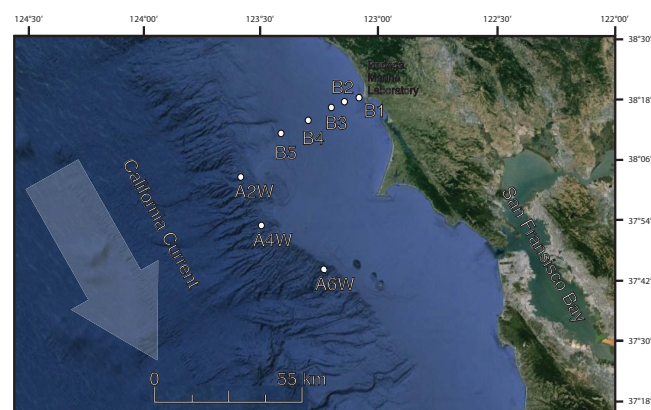 124°30' 124°00' 123°5' 123°00' 122°30' 122°00'
38°30'
38°18'
38°06'
37°54'
37°42'
37°30'
37°18'
Bodega
Marine
Laboratory
B2
B1
B3
B4
B5
A2W
A4W
A6W
California Current
San Fransisco Bay
0 55 km